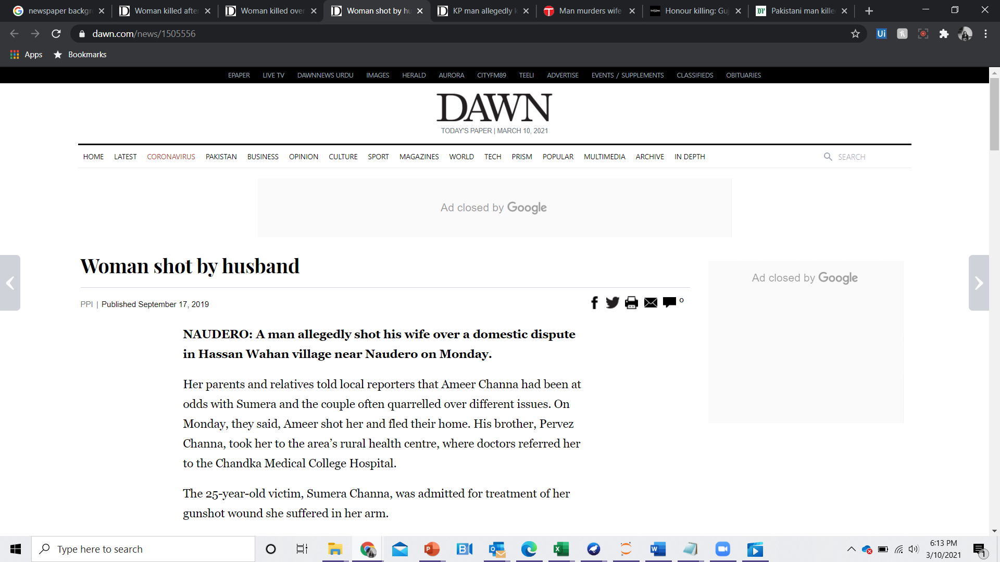 newspaper backgr
Woman killed after
Woman killed over
Woman shot by hu
KP man allegedly k
Man murders wife
Honour killing: Guj
Pakistani man kille
dawn.com/news/1505556
Apps
Bookmarks
EPAPER LIVE TV DAWNNEWS URDU IMAGES HERALD AURORA CITYFM89 TEELI ADVERTISE EVENTS / SUPPLEMENTS CLASSIFIEDS OBITUARIES
DAWN
TODAY'S PAPER | MARCH 10, 2021
HOME LATEST CORONAVIRUS PAKISTAN BUSINESS OPINION CULTURE SPORT MAGAZINES WORLD TECH PRISM POPULAR MULTIMEDIA ARCHIVE IN DEPTH SEARCH
Ad closed by Google
Woman shot by husband
Ad closed by Google
PPI | Published September 17, 2019
0
NAUDERO: A man allegedly shot his wife over a domestic dispute
in Hassan Wahan village near Naudero on Monday.
Her parents and relatives told local reporters that Ameer Channa had been at
odds with Sumera and the couple often quarrelled over different issues. On
Monday, they said, Ameer shot her and fled their home. His brother, Pervez
Channa, took her to the area’s rural health centre, where doctors referred her
to the Chandka Medical College Hospital.
The 25-year-old victim, Sumera Channa, was admitted for treatment of her
gunshot wound she suffered in her arm.
Type here to search
6:13 PM
3/10/2021
1